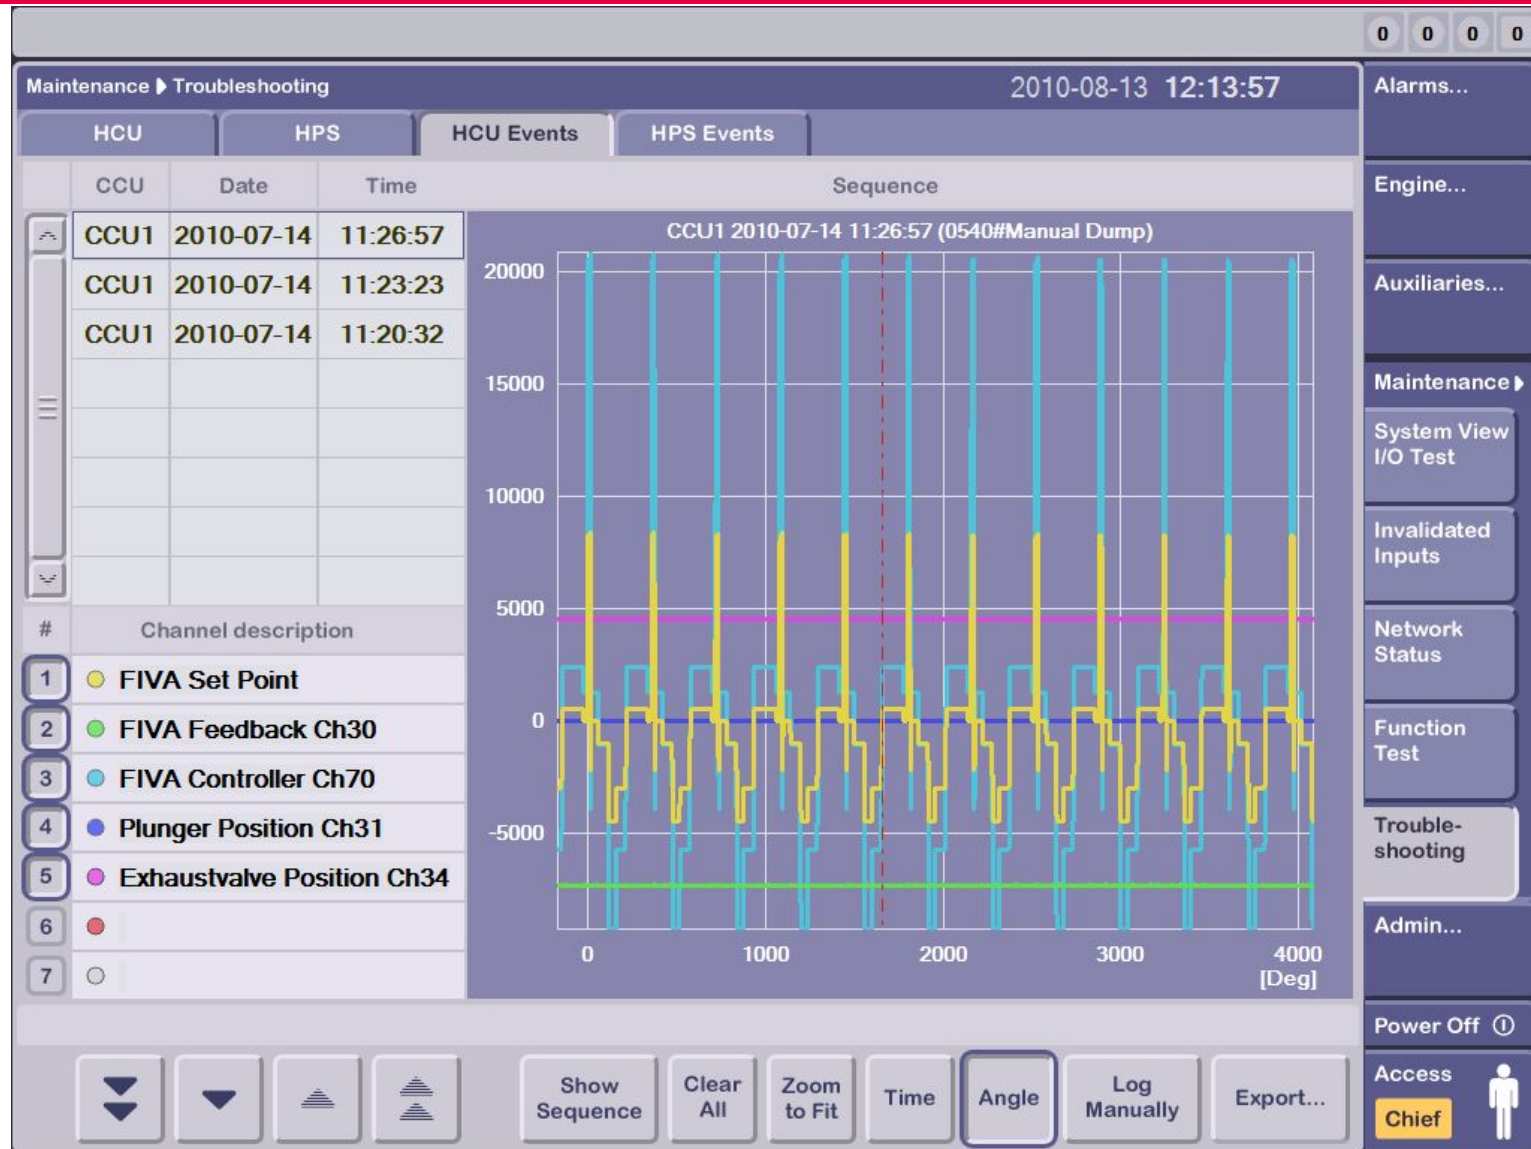 0 0 0 0
Maintenance Troubleshooting 2010-08-13 12:13:57
HCU HPS HCU Events HPS Events
CCU Date Time Sequence
CCU1 2010-07-14 11:26:57
CCU1 2010-07-14 11:23:23
CCU1 2010-07-14 11:20:32
# Channel description
1 FIVA Set Point
2 FIVA Feedback Ch30
3 FIVA Controller Ch70
4 Plunger Position Ch31
5 Exhaustvalve Position Ch34
6
7
CCU1 2010-07-14 11:26:57 (0540#Manual Dump)
20000
15000
10000
5000
0
-5000
0 1000 2000 3000 4000
[Deg]
Alarms...
Engine...
Auxiliaries...
Maintenance
System View
I/O Test
Invalidated
Inputs
Network
Status
Function
Test
Trouble-
shooting
Admin...
Power Off
Access
Chief
Show
Sequence
Clear
All
Zoom
to Fit
Time
Angle
Log
Manually
Export...